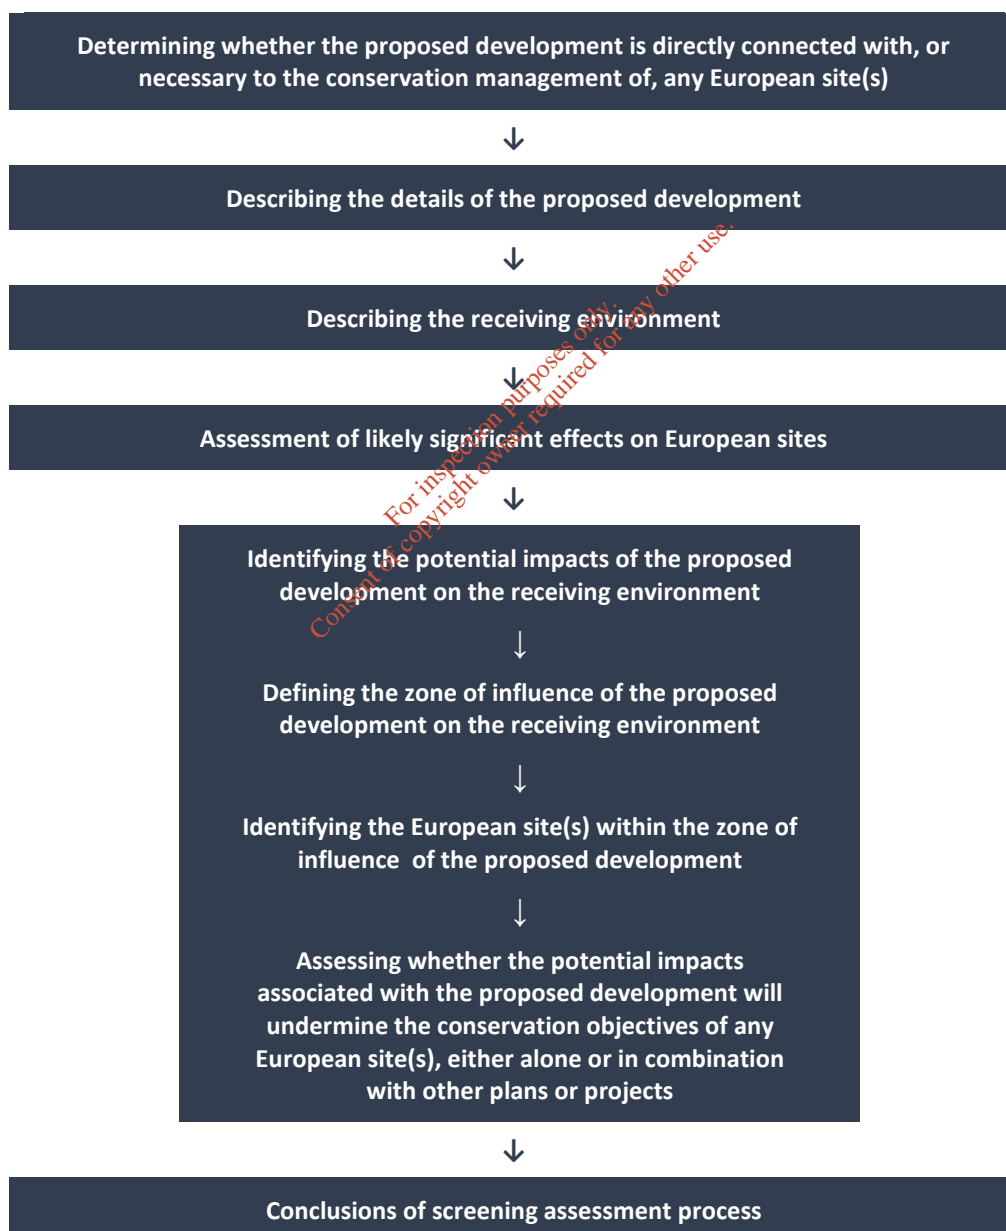 Determining whether the proposed development is directly connected with, or
necessary to the conservation management of, any European site(s)
↓
Describing the details of the proposed development
↓
Describing the receiving environment
↓
Assessment of likely significant effects on European sites
↓
Identifying the potential impacts of the proposed
development on the receiving environment
↓
Defining the zone of influence of the proposed
development on the receiving environment
↓
Identifying the European site(s) within the zone of
influence of the proposed development
↓
Assessing whether the potential impacts
associated with the proposed development will
undermine the conservation objectives of any
European site(s), either alone or in combination
with other plans or projects
↓
Conclusions of screening assessment process
For inspection purposes only.
Consent of copyright owner required for any other use.